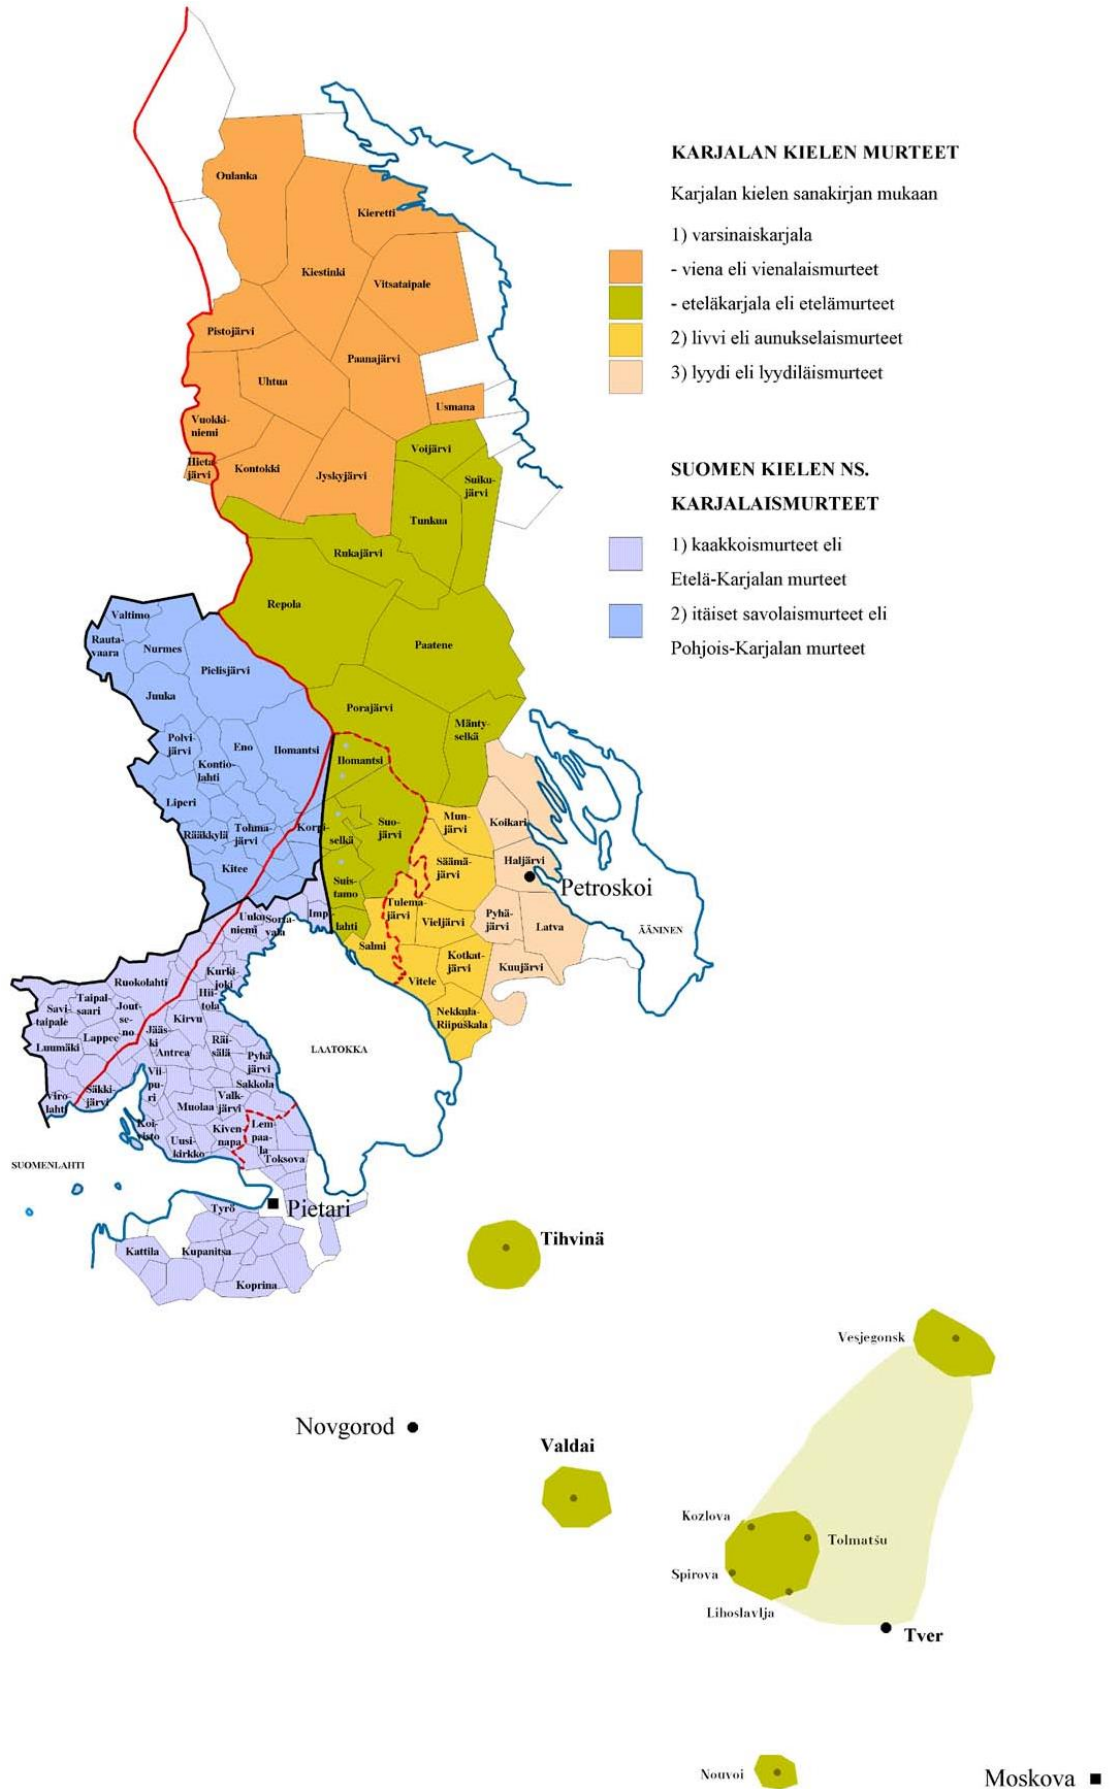 KARJALAN KIELEN MURTEET
Karjalan kielen sanakirjan mukaan
1) varsinaiskarjala
- viena eli vienalaismurteet
- eteläkarjala eli etelämurteet
2) livvi eli aunukselaismurteet
3) lyydi eli lyydiläismurteet
SUOMEN KIELEN NS.
KARJALAISMURTEET
1) kaakkoismurteet eli
Etelä-Karjalan murteet
2) itäiset savolaismurteet eli
Pohjois-Karjalan murteet
Oulanka
Kieretti
Kiestinki
Vitsataipale
Pistojärvi
Paanajärvi
Uhtua
Usmana
Vuokki-
niemi
Voijärvi
Hieta-
järvi
Kontokki
Jyskyjärvi
Suiku-
järvi
Tunkua
Rukajärvi
Repola
Paatene
Valtimo
Rauta-
vaara
Nurmes
Pielisjärvi
Juuka
Porajärvi
Mänty-
selkä
Polvi-
järvi
Eno
Ilomantsi
Kontio-
lahti
Ilomantsi
Liperi
Rääkkylä
Tohma-
järvi
Korpi-
selkä
Suo-
järvi
Mun-
järvi
Koikari
Kitee
Säämä-
järvi
Haljärvi
Petroskoi
Suis-
tamo
Tulema-
järvi
Vieljärvi
Pyhä-
järvi
Latva
ÄÄNINEN
Uuku-
niemi
Sorta-
vala
Imp-
lahti
Salmi
Kotkat-
järvi
Kuujärvi
Vitele
Nekkula-
Riipuškala
Ruokolahti
Kurki-
joki
Hii-
tola
Taipal-
saari
Savi-
taipale
Jout-
se-
no
Kirvu
Lappee
Luumäki
Jääs-
ki
Antrea
Räi-
sälä
Pyhä
järvi
LAATOKKA
Sakkola
Vii-
pu-
ri
Säkki-
järvi
Viro-
lahti
Muolaa
Valk-
järvi
Koi-
visto
Uusi-
kirkko
Kiven-
napa
Lem-
paa-
la
Toksova
SUOMENLAHTI
Tyrö
Pietari
Kattila
Kupanitsa
Koprina
Tihvinä
Vesjegonsk
Novgorod
Valdai
Kozlova
Tolmatšu
Spirova
Lihoslavlja
Tver
Nouvoi
Moskova